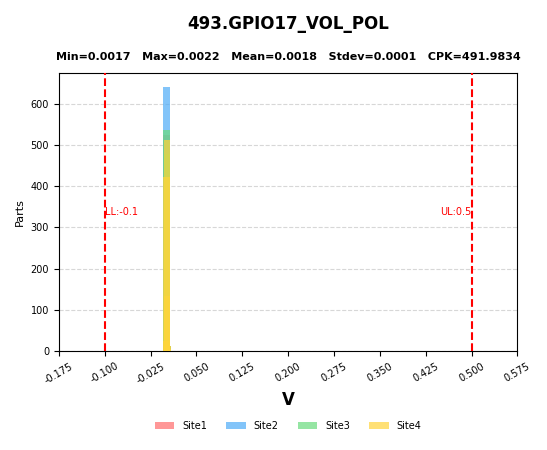 493.GPIO17_VOL_POL
Min=0.0017 Max=0.0022 Mean=0.0018 Stdev=0.0001 CPK=491.9834
Parts
600
500
400
300
200
100
0
LL:-0.1
UL:0.5
-0.175 -0.100 -0.025 0.050 0.125 0.200 0.275 0.350 0.425 0.500 0.575
V
Site1 Site2 Site3 Site4